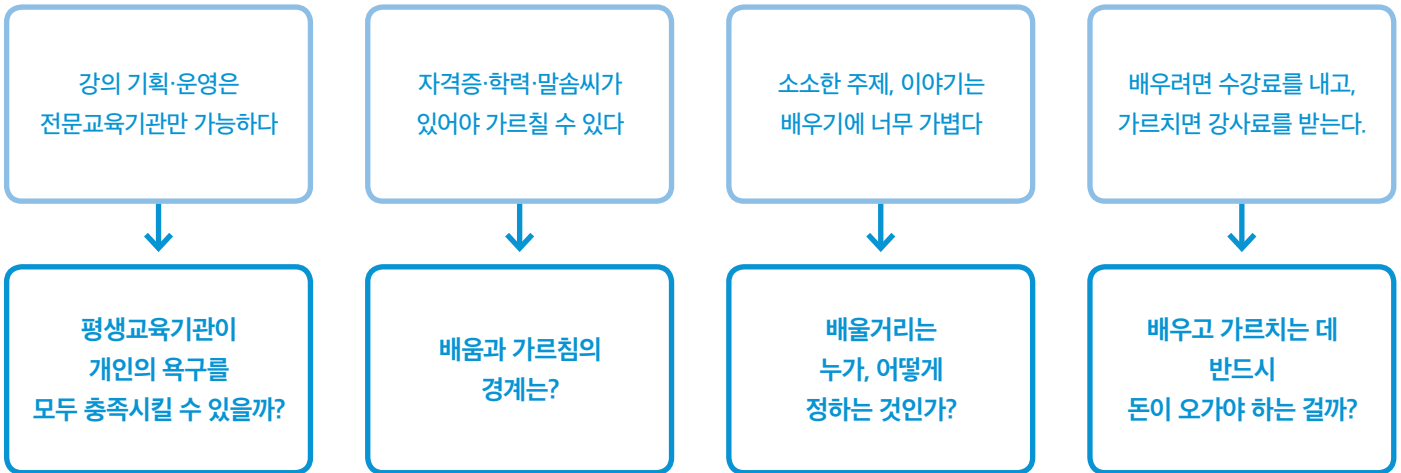 강의 기획·운영은
전문교육기관만 가능하다
자격증·학력·말솜씨가
있어야 가르칠 수 있다
소소한 주제, 이야기는
배우기에 너무 가볍다
배우려면 수강료를 내고,
가르치면 강사료를 받는다.
평생교육기관이
개인의 욕구를
모두 충족시킬 수 있을까?
배움과 가르침의
경계는?
배울거리는
누가, 어떻게
정하는 것인가?
배우고 가르치는 데
반드시
돈이 오가야 하는 걸까?